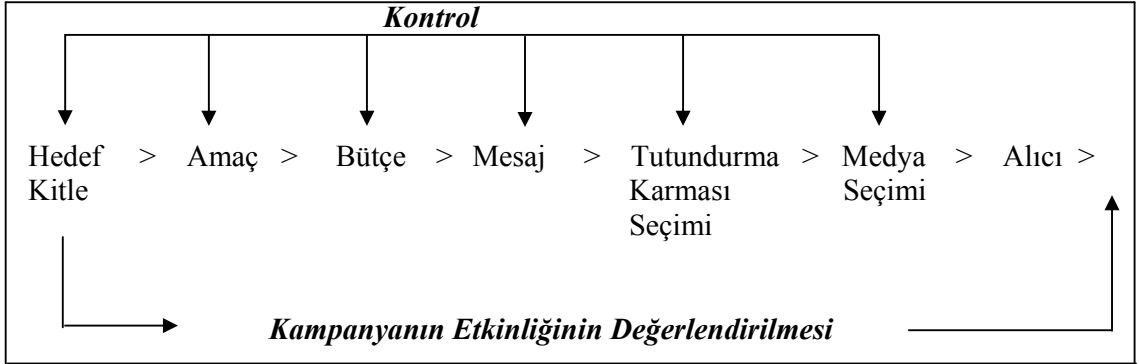 Kontrol
Hedef > Amaç > Bütçe > Mesaj > Tutundurma > Medya > Alıcı >
Kitle Karması Seçimi
Seçimi
Kampanyanın Etkinliğinin Değerlendirilmesi